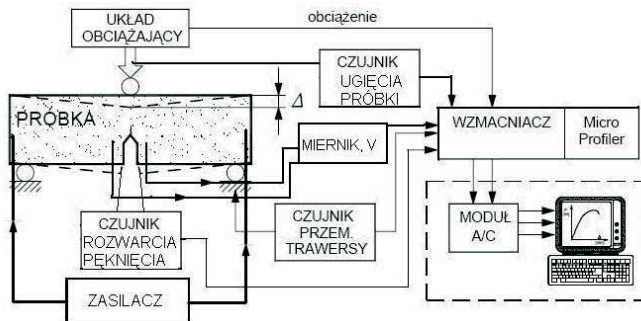 UKŁAD
OBCIĄŻAJĄCY
obciążenie
CZUJNIK
UGIĘCIA
PRÓBKI
Δ
PRÓBKA
MIERNIK, V
WZMACNIACZ
Micro
Profiler
CZUJNIK
ROZWARCIA
PĘKNIĘCIA
CZUJNIK
PRZEM.
TRAWERSY
MODUŁ
A/C
ZASILACZ